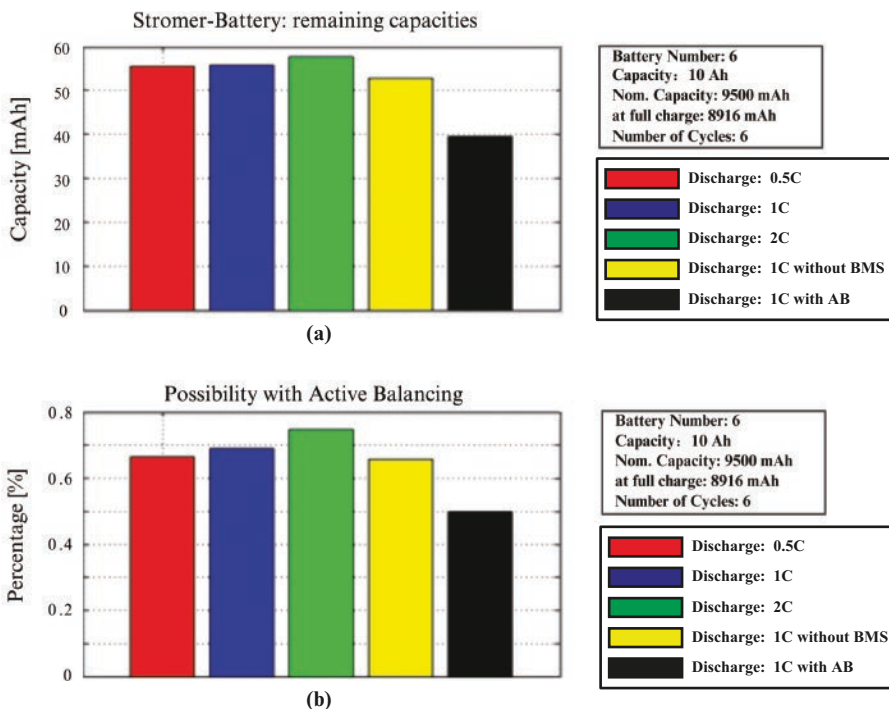 Stromer-Battery: remaining capacities
Capacity [mAh]
60
50
40
30
20
10
0
(a)
Battery Number: 6
Capacity: 10 Ah
Nom. Capacity: 9500 mAh
at full charge: 8916 mAh
Number of Cycles: 6
Discharge: 0.5C
Discharge: 1C
Discharge: 2C
Discharge: 1C without BMS
Discharge: 1C with AB
Possibility with Active Balancing
Percentage [%]
0.8
0.6
0.4
0.2
0
(b)
Battery Number: 6
Capacity: 10 Ah
Nom. Capacity: 9500 mAh
at full charge: 8916 mAh
Number of Cycles: 6
Discharge: 0.5C
Discharge: 1C
Discharge: 2C
Discharge: 1C without BMS
Discharge: 1C with AB